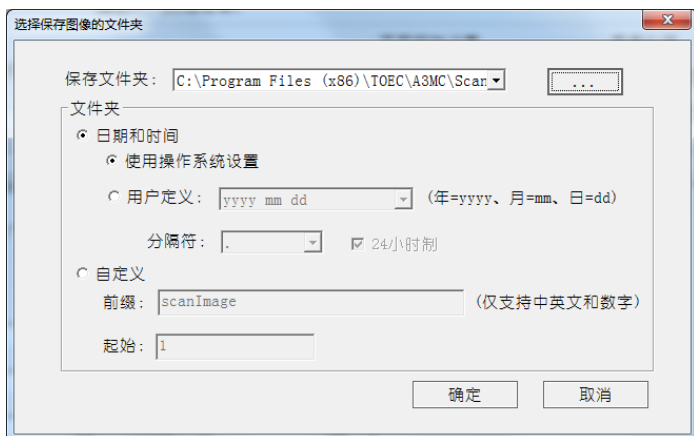 选择保存图像的文件夹
保存文件夹: C:\Program Files (x86)\TOEC\A3MC\Scan ...
文件夹
日期和时间
使用操作系统设置
用户定义: yyyy mm dd (年=yyyy、月=mm、日=dd)
分隔符: . 24小时制
自定义
前缀: scanImage (仅支持中英文和数字)
起始: 1
确定 取消